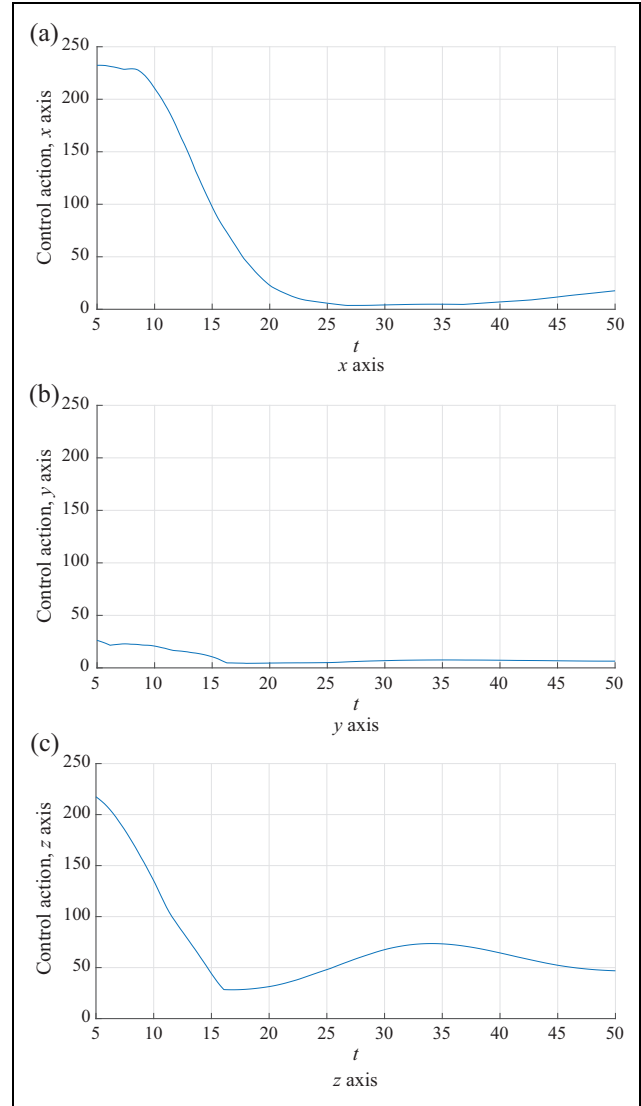 (a)
250
200
150
100
50
0
Control action, x axis
5 10 15 20 25 30 35 40 45 50
t
x axis
(b)
250
200
150
100
50
0
Control action, y axis
5 10 15 20 25 30 35 40 45 50
t
y axis
(c)
250
200
150
100
50
0
Control action, z axis
5 10 15 20 25 30 35 40 45 50
t
z axis